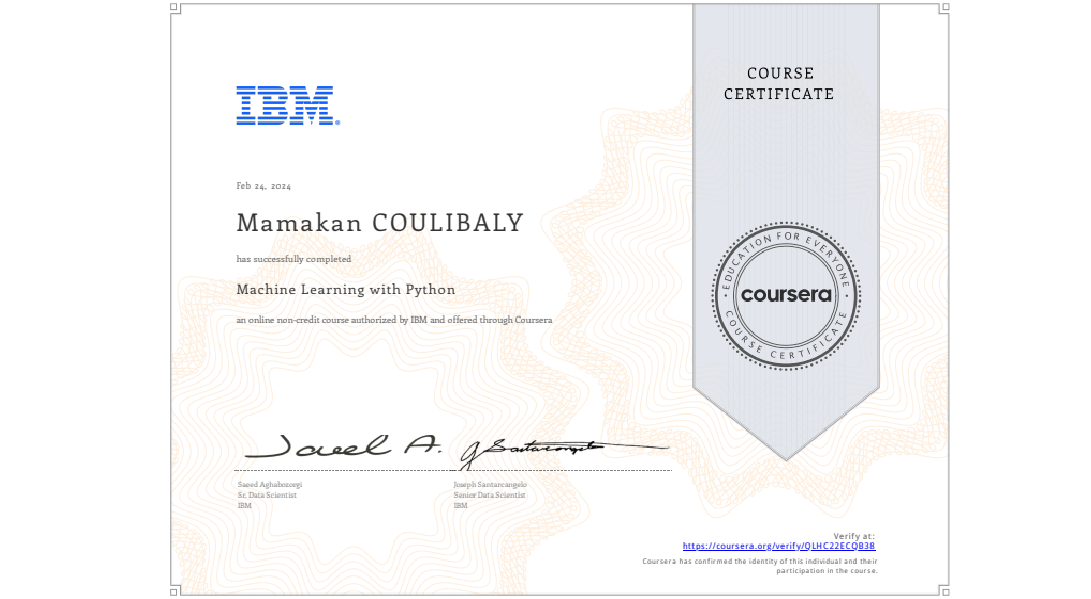 COURSE
CERTIFICATE
IBM®
Feb 24, 2024
Mamakan COULIBALY
has successfully completed
Machine Learning with Python
an online non-credit course authorized by IBM and offered through Coursera
EDUCATION FOR EVERYONE
coursera
COURSE CERTIFICATE
Saeed Aghabozorgi
Sr. Data Scientist
IBM
Joseph Santarcangelo
Senior Data Scientist
IBM
Verify at:
https://coursera.org/verify/QLHC22ECQB3B
Coursera has confirmed the identity of this individual and their
participation in the course.